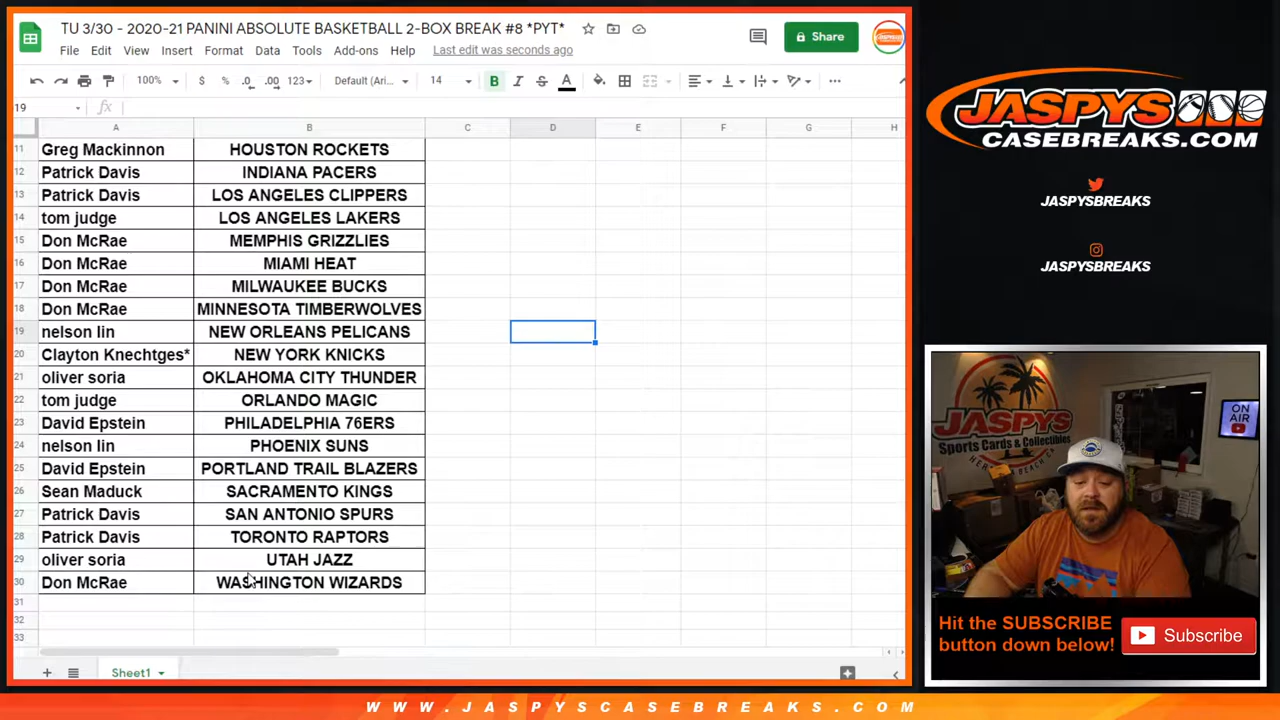 TU 3/30 - 2020-21 PANINI ABSOLUTE BASKETBALL 2-BOX BREAK #8 *PYT*
File Edit View Insert Format Data Tools Add-ons Help Last edit was seconds ago
Share
100% $ % .0 .00 123 Default (Ari... 14 B I S A
19 fx
A B C D E F G H
11 Greg Mackinnon HOUSTON ROCKETS
12 Patrick Davis INDIANA PACERS
13 Patrick Davis LOS ANGELES CLIPPERS
14 tom judge LOS ANGELES LAKERS
15 Don McRae MEMPHIS GRIZZLIES
16 Don McRae MIAMI HEAT
17 Don McRae MILWAUKEE BUCKS
18 Don McRae MINNESOTA TIMBERWOLVES
19 nelson lin NEW ORLEANS PELICANS
20 Clayton Knechtges* NEW YORK KNICKS
21 oliver soria OKLAHOMA CITY THUNDER
22 tom judge ORLANDO MAGIC
23 David Epstein PHILADELPHIA 76ERS
24 nelson lin PHOENIX SUNS
25 David Epstein PORTLAND TRAIL BLAZERS
26 Sean Maduck SACRAMENTO KINGS
27 Patrick Davis SAN ANTONIO SPURS
28 Patrick Davis TORONTO RAPTORS
29 oliver soria UTAH JAZZ
30 Don McRae WASHINGTON WIZARDS
31
32
33
Sheet1
JASPYS
CASEBREAKS.COM
JASPYSBREAKS
JASPYSBREAKS
JASPYS
Sports Cards & Collectibles
ON AIR
Hit the SUBSCRIBE
button down below!
Subscribe
WWW.JASPYSCASEBREAKS.COM